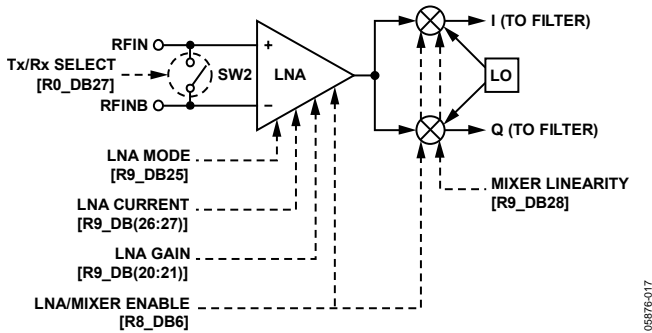 RFIN
Tx/Rx SELECT
[R0_DB27]
RFINB
SW2
+
LNA
–
I (TO FILTER)
LO
Q (TO FILTER)
LNA MODE
[R9_DB25]
LNA CURRENT
[R9_DB(26:27)]
LNA GAIN
[R9_DB(20:21)]
LNA/MIXER ENABLE
[R8_DB6]
MIXER LINEARITY
[R9_DB28]
05876-017